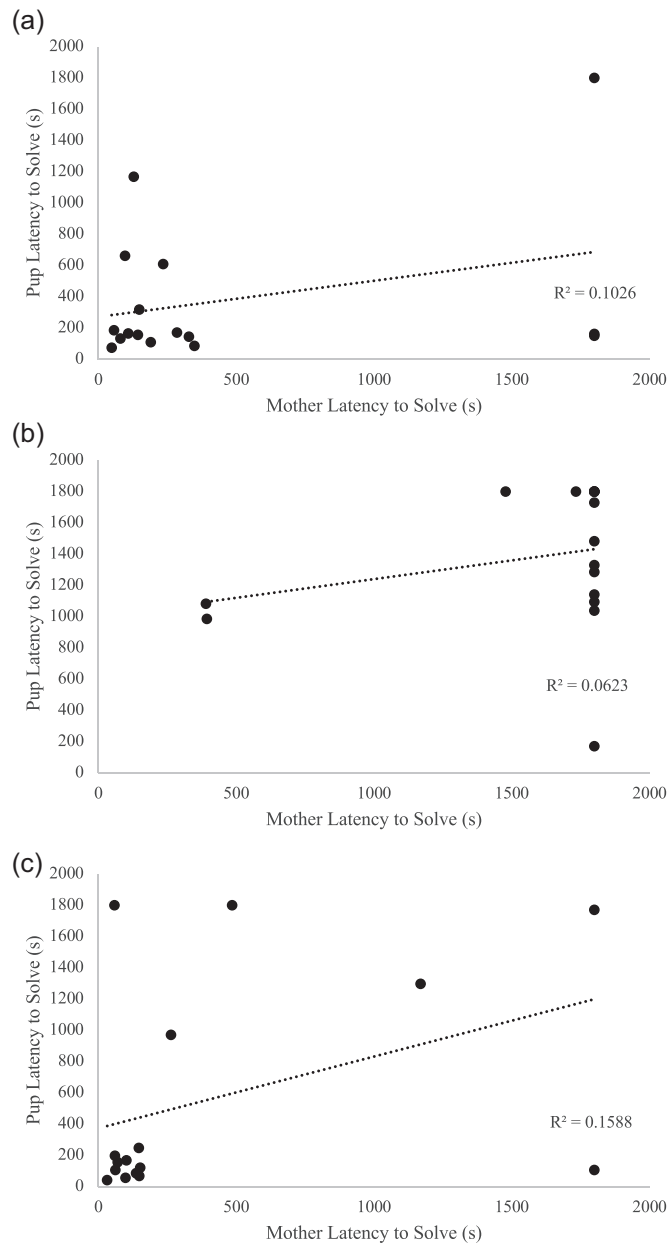 (a)
2000
1800
1600
1400
1200
1000
800
600
400
200
0
Pup Latency to Solve (s)
R² = 0.1026
0 500 1000 1500 2000
Mother Latency to Solve (s)
(b)
2000
1800
1600
1400
1200
1000
800
600
400
200
0
Pup Latency to Solve (s)
R² = 0.0623
0 500 1000 1500 2000
Mother Latency to Solve (s)
(c)
2000
1800
1600
1400
1200
1000
800
600
400
200
0
Pup Latency to Solve (s)
R² = 0.1588
0 500 1000 1500 2000
Mother Latency to Solve (s)